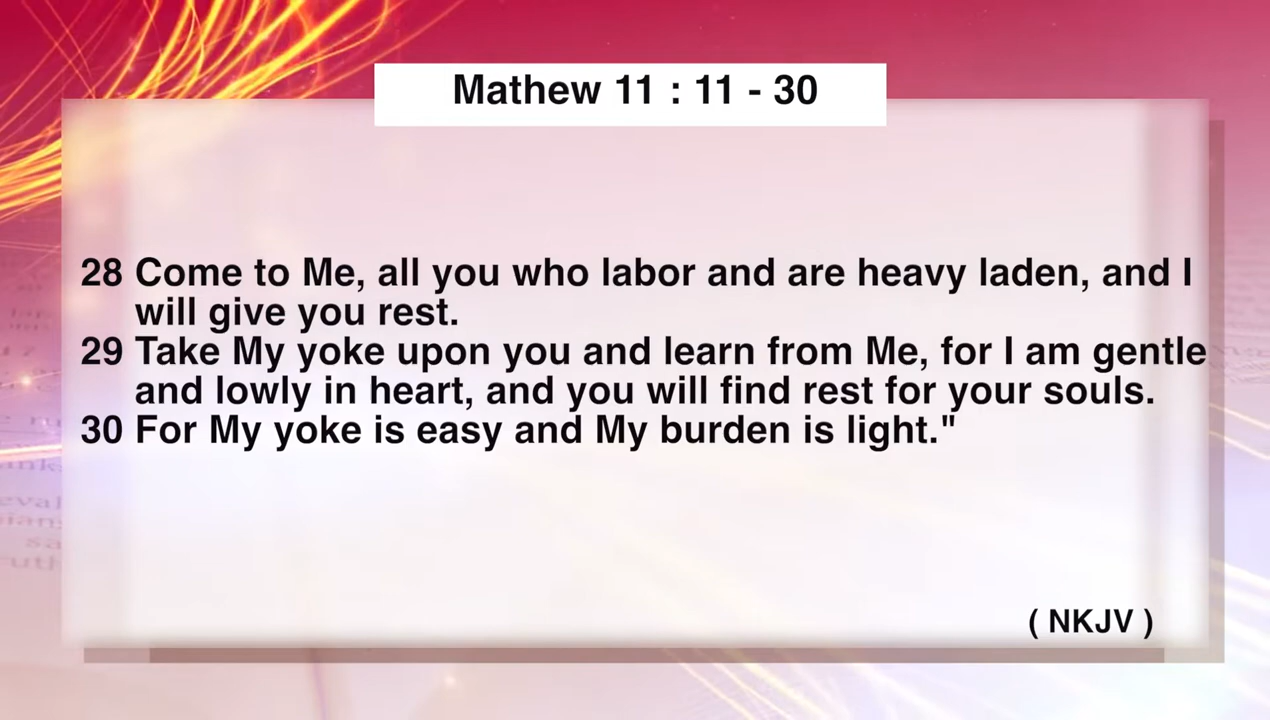 Mathew 11 : 11 - 30
28 Come to Me, all you who labor and are heavy laden, and I
will give you rest.
29 Take My yoke upon you and learn from Me, for I am gentle
and lowly in heart, and you will find rest for your souls.
30 For My yoke is easy and My burden is light."
( NKJV )